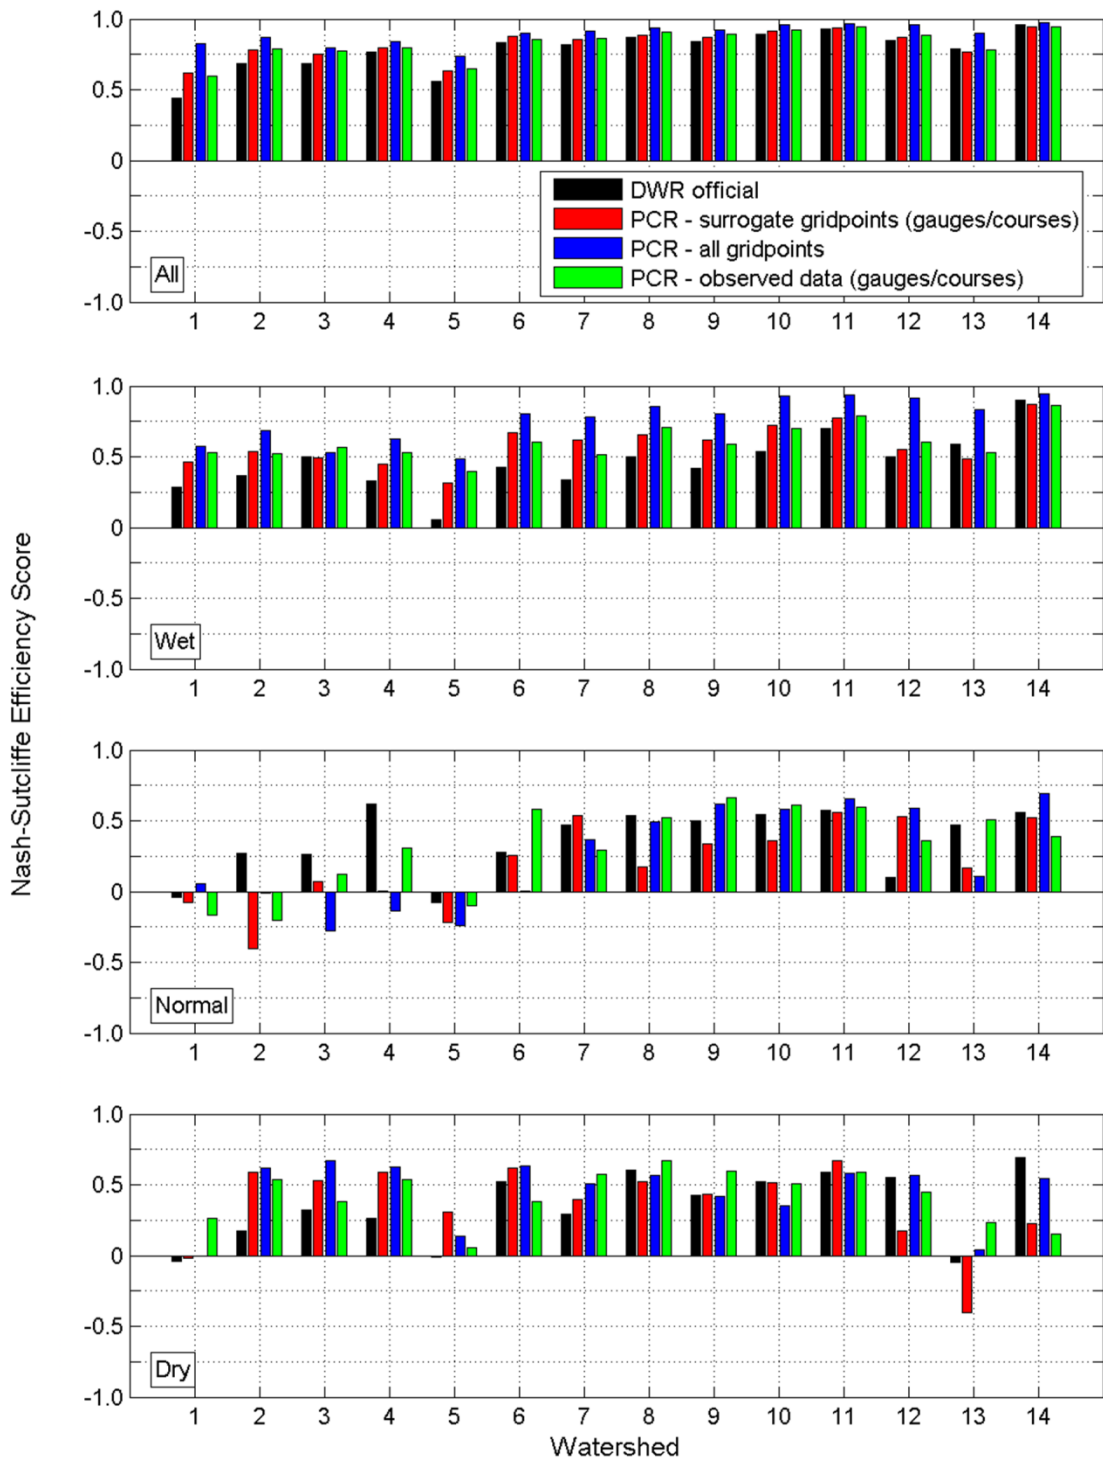 Nash-Sutcliffe Efficiency Score
1.0
0.5
0
-0.5
-1.0
All
DWR official
PCR - surrogate gridpoints (gauges/courses)
PCR - all gridpoints
PCR - observed data (gauges/courses)
1 2 3 4 5 6 7 8 9 10 11 12 13 14
1.0
0.5
0
-0.5
-1.0
Wet
1 2 3 4 5 6 7 8 9 10 11 12 13 14
1.0
0.5
0
-0.5
-1.0
Normal
1 2 3 4 5 6 7 8 9 10 11 12 13 14
1.0
0.5
0
-0.5
-1.0
Dry
1 2 3 4 5 6 7 8 9 10 11 12 13 14
Watershed